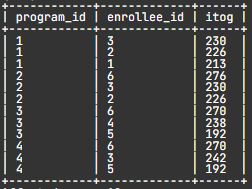 +------------+-------------+------+
| program_id | enrollee_id | itog |
+------------+-------------+------+
| 1 | 3 | 230 |
| 1 | 2 | 226 |
| 1 | 1 | 213 |
| 2 | 6 | 276 |
| 2 | 3 | 230 |
| 2 | 2 | 226 |
| 3 | 6 | 270 |
| 3 | 4 | 238 |
| 3 | 5 | 192 |
| 4 | 6 | 270 |
| 4 | 3 | 242 |
| 4 | 5 | 192 |
+------------+-------------+------+